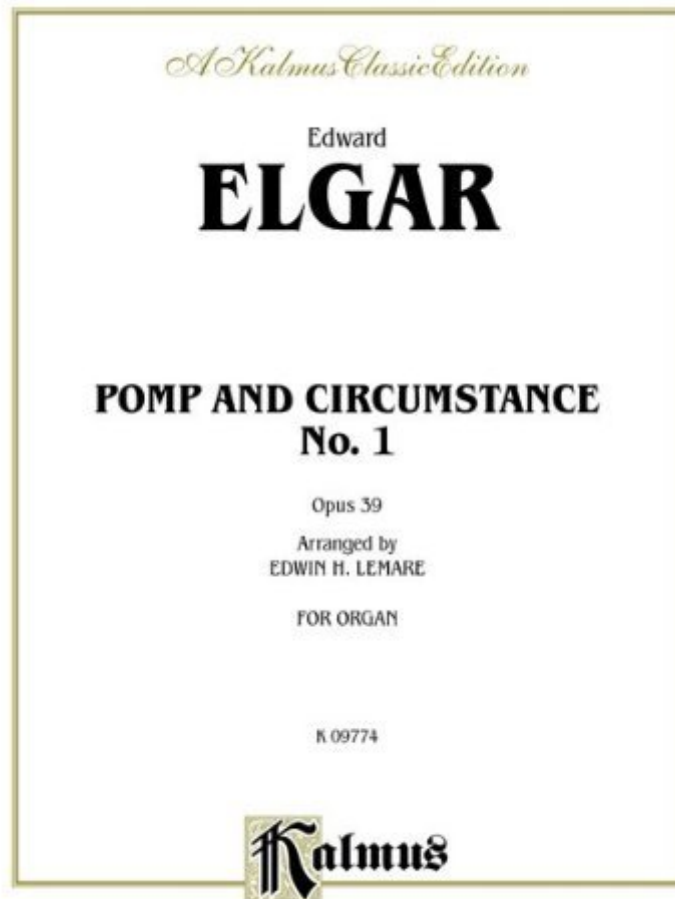 A Kalmus Classic Edition
Edward
ELGAR
POMP AND CIRCUMSTANCE
No. 1
Opus 39
Arranged by
EDWIN H. LEMARE
FOR ORGAN
K 09774
Kalmus